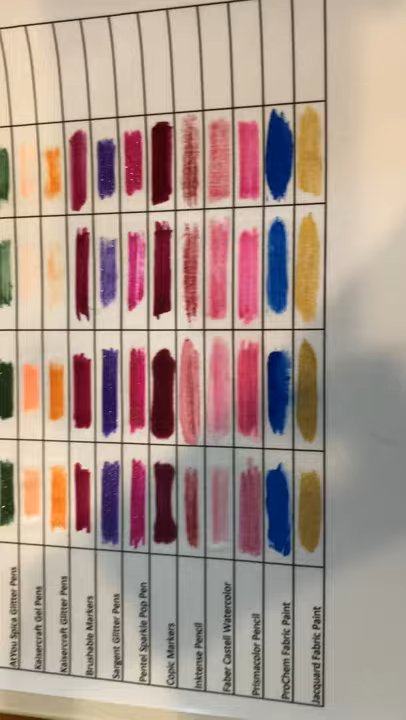 AtYou Spica Glitter Pens
Kaisercraft Gel Pens
Kaisercraft Glitter Pens
Brushable Markers
Sargent Glitter Pens
Pentel Sparkle Pop Pen
Copic Markers
Inktense Pencil
Faber Castell Watercolor
Prismacolor Pencil
ProChem Fabric Paint
Jacquard Fabric Paint